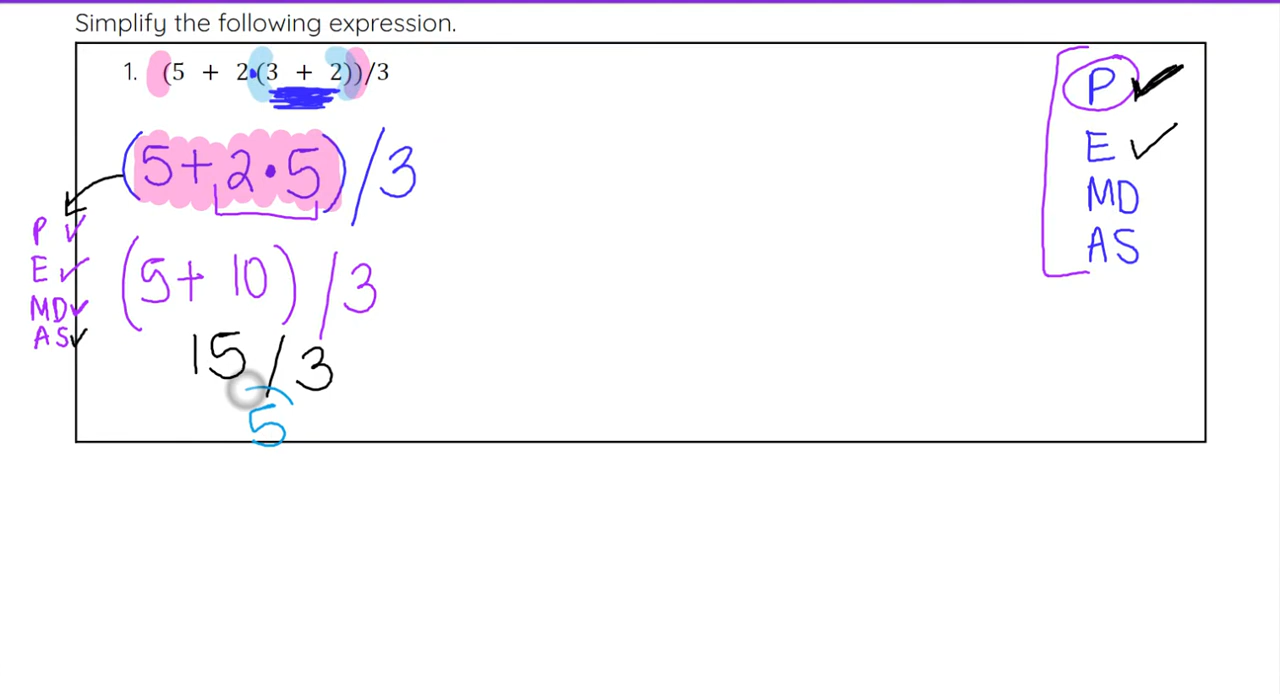 Simplify the following expression.
1. (5 + 2•(3 + 2))/3
(5+2•5)/3
(5+10)/3
15/3
5
P ✓
E ✓
MD ✓
AS ✓
P ✓
E ✓
MD
AS